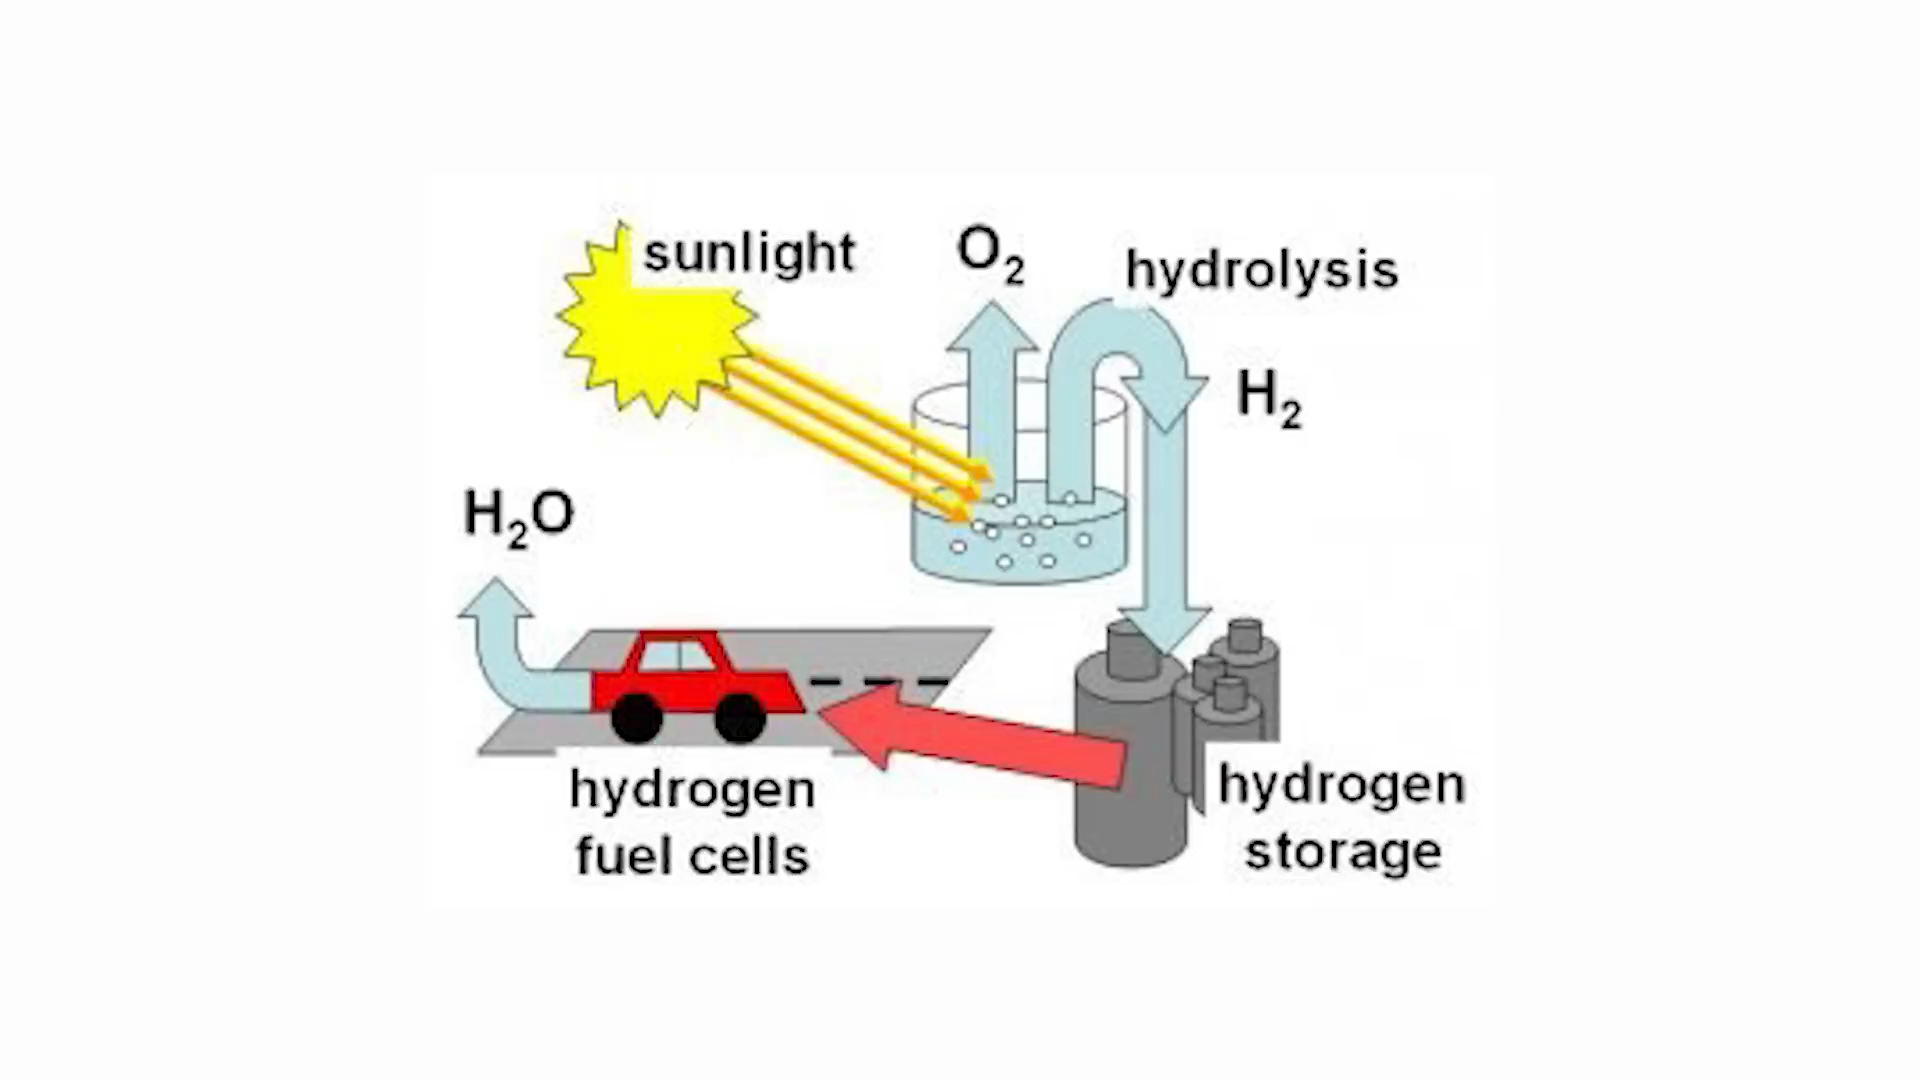 sunlight
O₂
hydrolysis
H₂
H₂O
hydrogen
fuel cells
hydrogen
storage